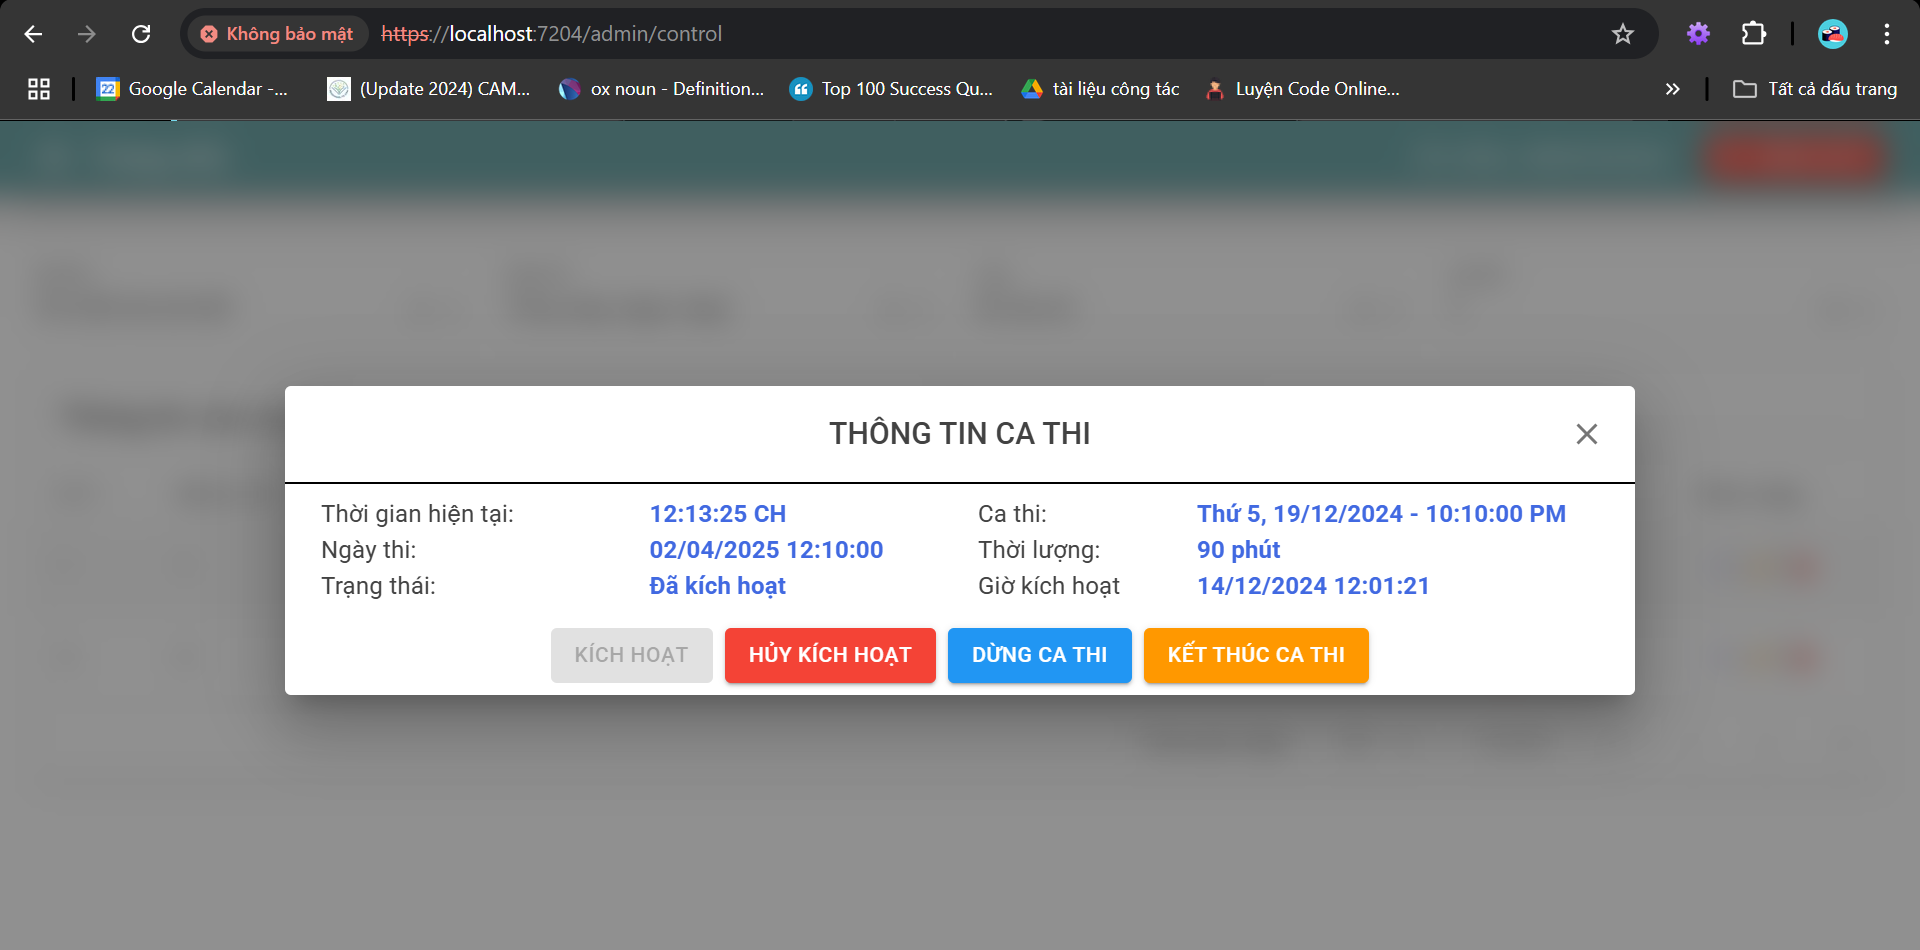 Không bảo mật https://localhost:7204/admin/control
Google Calendar -... (Update 2024) CAM... ox noun - Definition... Top 100 Success Qu... tài liệu công tác Luyện Code Online... » Tất cả dấu trang
THÔNG TIN CA THI
Thời gian hiện tại: 12:13:25 CH Ca thi: Thứ 5, 19/12/2024 - 10:10:00 PM
Ngày thi: 02/04/2025 12:10:00 Thời lượng: 90 phút
Trạng thái: Đã kích hoạt Giờ kích hoạt 14/12/2024 12:01:21
KÍCH HOẠT HỦY KÍCH HOẠT DỪNG CA THI KẾT THÚC CA THI